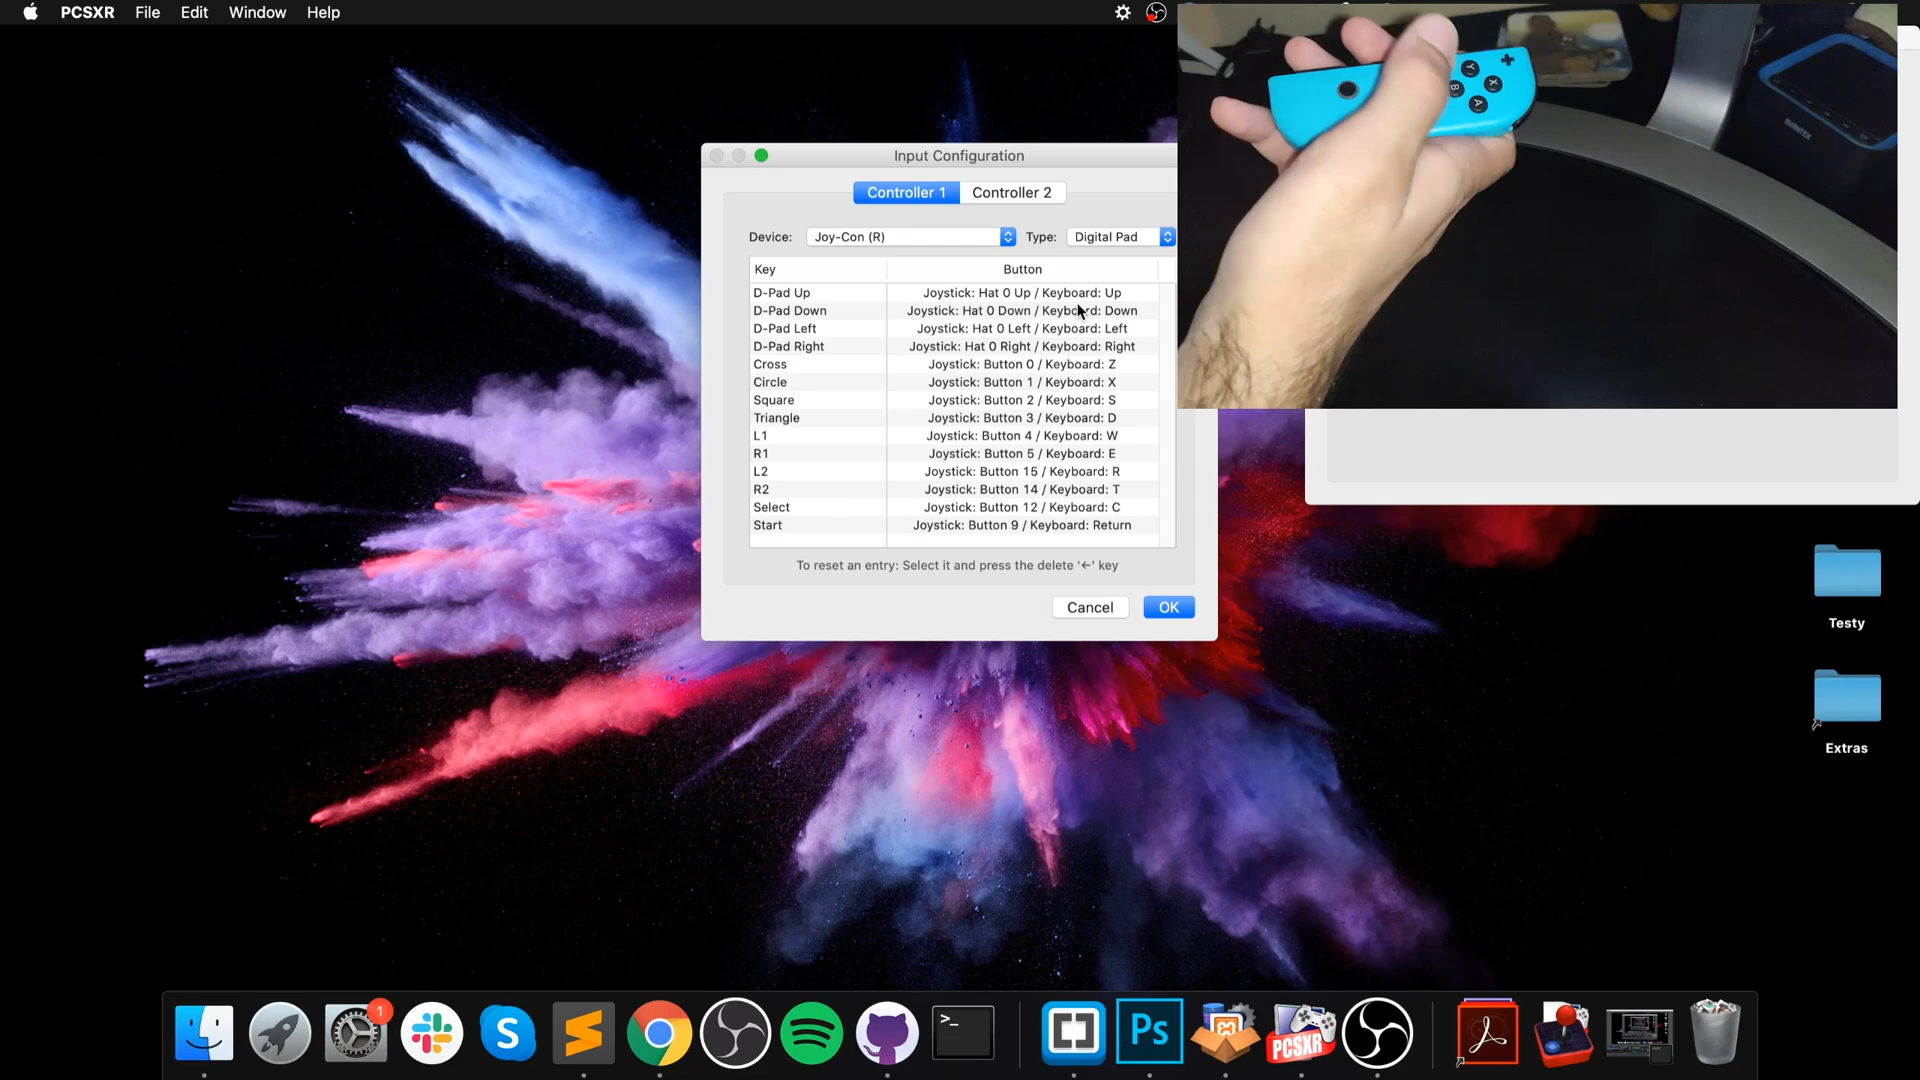 PCSXR File Edit Window Help
Input Configuration
Controller 1 Controller 2
Device: Joy-Con (R) Type: Digital Pad
Key Button
D-Pad Up Joystick: Hat 0 Up / Keyboard: Up
D-Pad Down Joystick: Hat 0 Down / Keyboard: Down
D-Pad Left Joystick: Hat 0 Left / Keyboard: Left
D-Pad Right Joystick: Hat 0 Right / Keyboard: Right
Cross Joystick: Button 0 / Keyboard: Z
Circle Joystick: Button 1 / Keyboard: X
Square Joystick: Button 2 / Keyboard: S
Triangle Joystick: Button 3 / Keyboard: D
L1 Joystick: Button 4 / Keyboard: W
R1 Joystick: Button 5 / Keyboard: E
L2 Joystick: Button 15 / Keyboard: R
R2 Joystick: Button 14 / Keyboard: T
Select Joystick: Button 12 / Keyboard: C
Start Joystick: Button 9 / Keyboard: Return
To reset an entry: Select it and press the delete '←' key
Cancel OK
Y X B A
Testy
Extras
1
S
>_
Ps
PCSXR